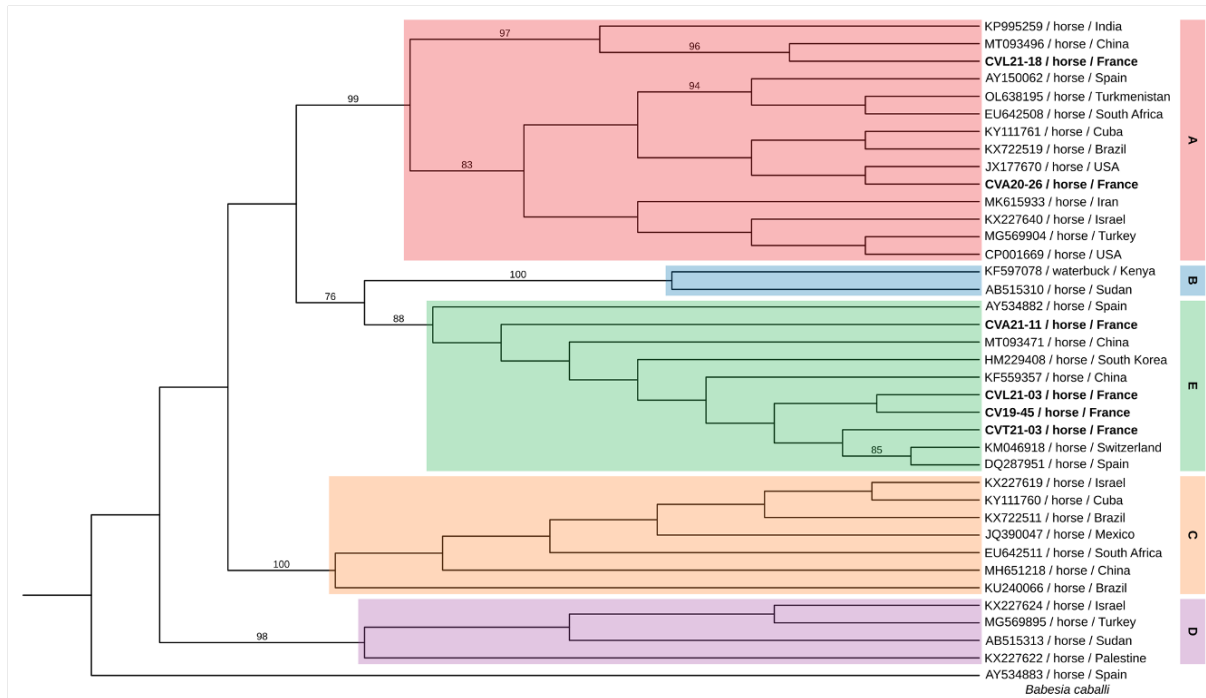 KP995259 / horse / India
97
MT093496 / China
96
CVL21-18 / horse / France
AY150062 / horse / Spain
94
OL638195 / horse / Turkmenistan
99
EU642508 / horse / South Africa
KY111761 / horse / Cuba
A
KX722519 / horse / Brazil
JX177670 / horse / USA
83
CVA20-26 / horse / France
MK615933 / horse / Iran
KX227640 / horse / Israel
MG569904 / horse / Turkey
CP001669 / horse / USA
KF597078 / waterbuck / Kenya
100
B
AB515310 / horse / Sudan
76
AY534882 / horse / Spain
88
CVA21-11 / horse / France
MT093471 / horse / China
HM229408 / horse / South Korea
KF559357 / horse / China
E
CVL21-03 / horse / France
CV19-45 / horse / France
CVT21-03 / horse / France
85
KM046918 / horse / Switzerland
DQ287951 / horse / Spain
KX227619 / horse / Israel
KY111760 / horse / Cuba
KX722511 / horse / Brazil
JQ390047 / horse / Mexico
C
EU642511 / horse / South Africa
100
MH651218 / horse / China
KU240066 / horse / Brazil
KX227624 / horse / Israel
MG569895 / horse / Turkey
D
98
AB515313 / horse / Sudan
KX227622 / horse / Palestine
AY534883 / horse / Spain
Babesia caballi